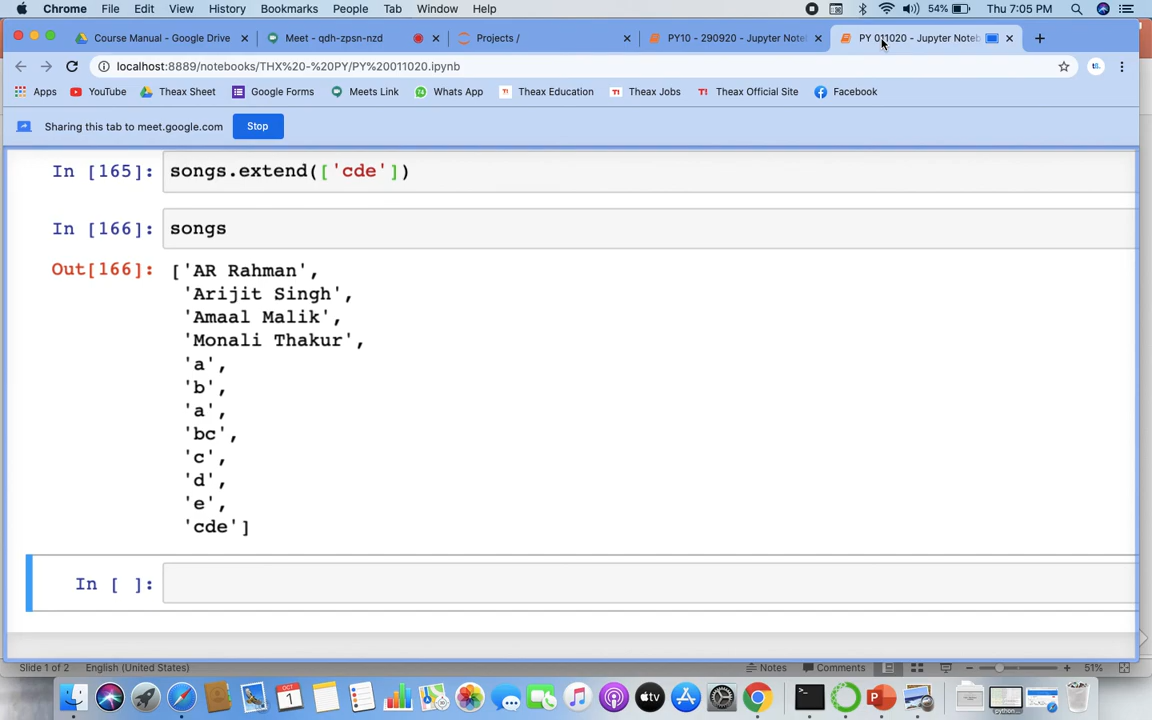 Chrome File Edit View History Bookmarks People Tab Window Help 54% Thu 7:05 PM
Course Manual - Google Drive Meet - qdh-zpsn-nzd Projects / PY10 - 290920 - Jupyter Note PY 011020 - Jupyter Noteb
localhost:8889/notebooks/THX%20-%20PY/PY%20011020.ipynb
Apps YouTube Theax Sheet Google Forms Meets Link Whats App Theax Education Theax Jobs Theax Official Site Facebook
Sharing this tab to meet.google.com Stop
In [165]: songs.extend(['cde'])
In [166]: songs
Out[166]: ['AR Rahman',
'Arijit Singh',
'Amaal Malik',
'Monali Thakur',
'a',
'b',
'a',
'bc',
'c',
'd',
'e',
'cde']
In [ ]:
Slide 1 of 2 English (United States) Notes Comments 51%
OCT
1
tv